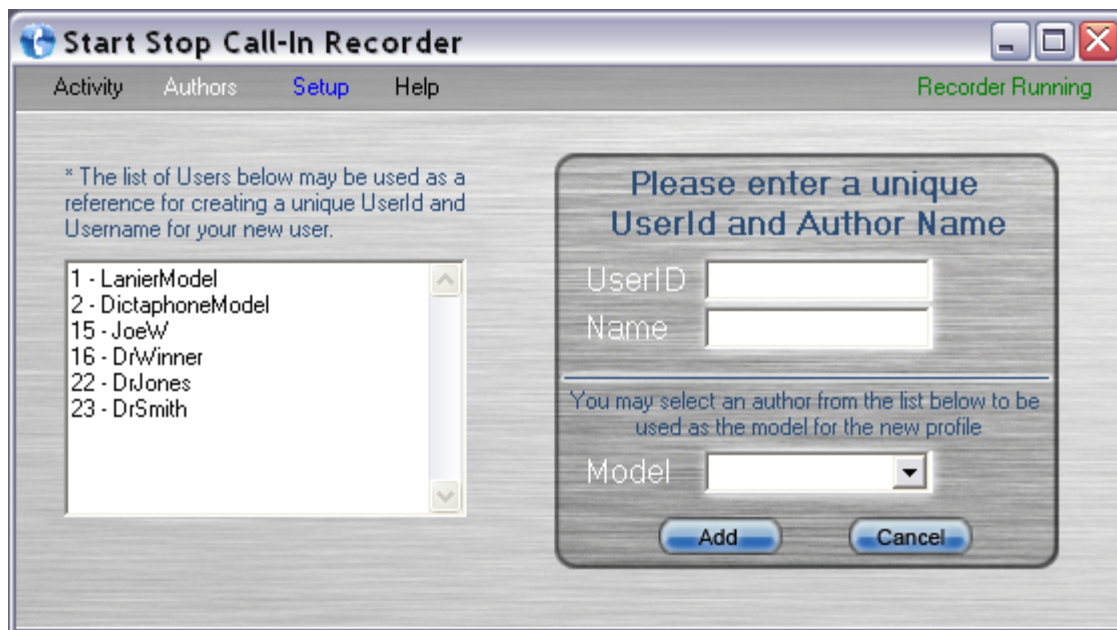 Start Stop Call-In Recorder
Activity Authors Setup Help Recorder Running
* The list of Users below may be used as a
reference for creating a unique UserId and
Username for your new user.
1 - LanierModel
2 - DictaphoneModel
15 - JoeW
16 - DrWinner
22 - DrJones
23 - DrSmith
Please enter a unique
UserId and Author Name
UserID
Name
You may select an author from the list below to be
used as the model for the new profile
Model
Add Cancel